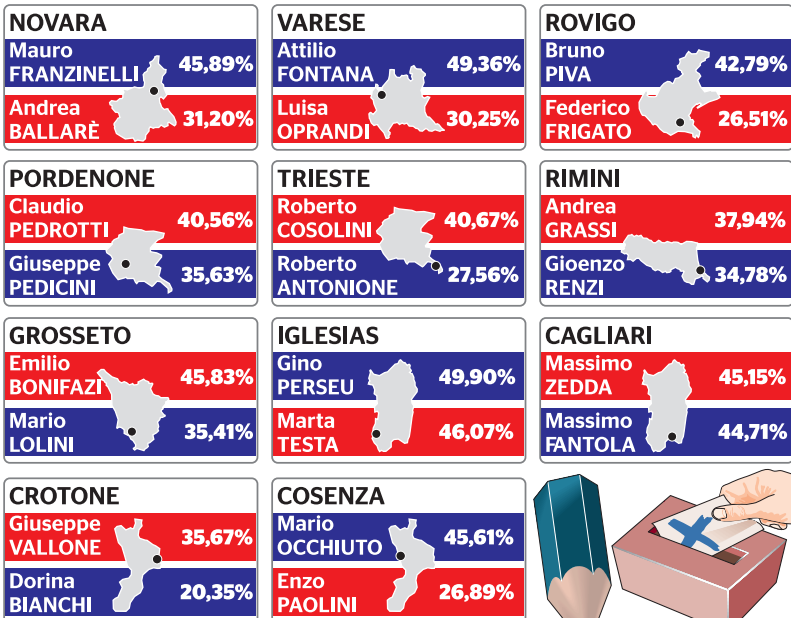 NOVARA
Mauro
FRANZINELLI 45,89%
Andrea
BALLARÈ 31,20%
VARESE
Attilio
FONTANA 49,36%
Luisa
OPRANDI 30,25%
ROVIGO
Bruno
PIVA 42,79%
Federico
FRIGATO 26,51%
PORDENONE
Claudio
PEDROTTI 40,56%
Giuseppe
PEDICINI 35,63%
TRIESTE
Roberto
COSOLINI 40,67%
Roberto
ANTONIONE 27,56%
RIMINI
Andrea
GRASSI 37,94%
Gioenzo
RENZI 34,78%
GROSSETO
Emilio
BONIFAZI 45,83%
Mario
LOLINI 35,41%
IGLESIAS
Gino
PERSEU 49,90%
Marta
TESTA 46,07%
CAGLIARI
Massimo
ZEDDA 45,15%
Massimo
FANTOLA 44,71%
CROTONE
Giuseppe
VALLONE 35,67%
Dorina
BIANCHI 20,35%
COSENZA
Mario
OCCHIUTO 45,61%
Enzo
PAOLINI 26,89%